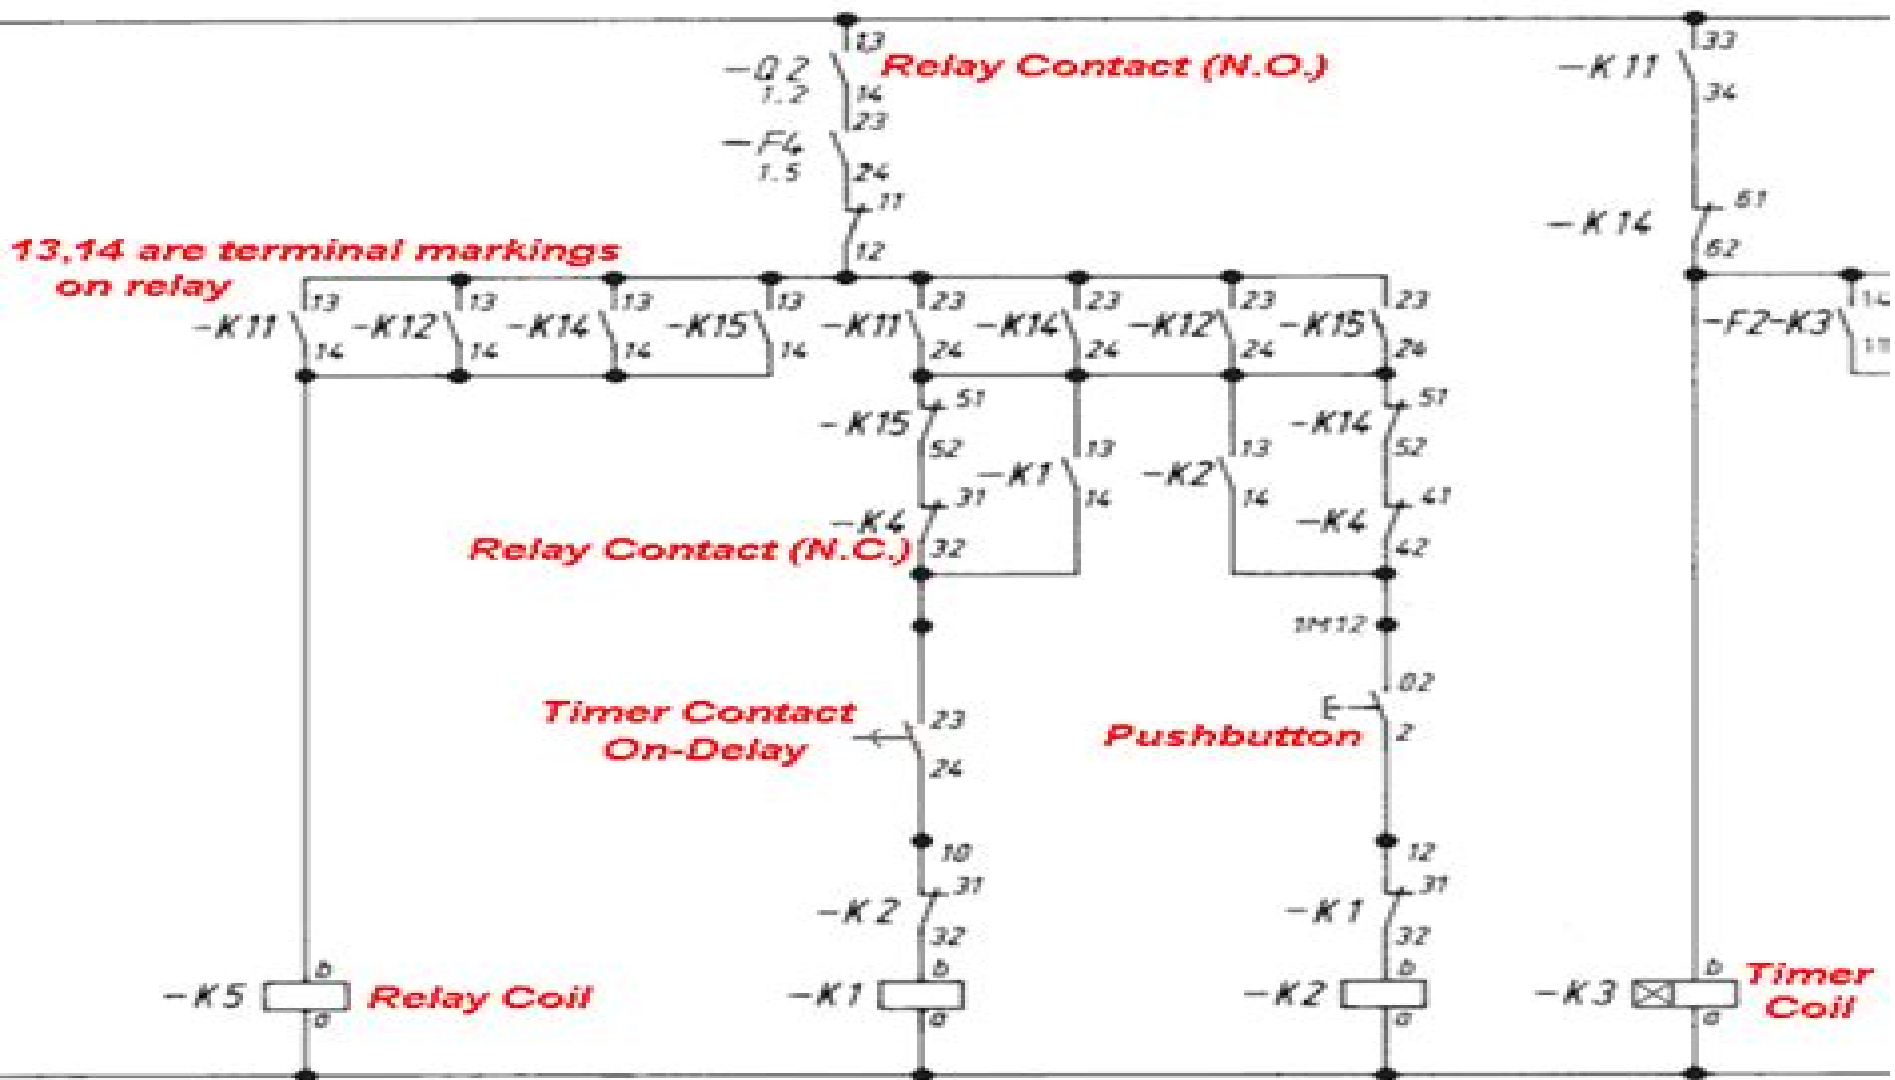 13
-Q2
Relay Contact (N.O.)
1.2
14
23
-F4
1.5
24
11
12
33
-K11
34
61
-K14
62
13,14 are terminal markings
on relay
13 13 13 13 23 23 23 23
-K11 -K12 -K14 -K15 -K11 -K14 -K12 -K15
14 14 14 14 24 24 24 24
-F2-K3
51 51
-K15 -K14
52 52
13 13
-K1 -K2
14 14
31 41
-K4 -K4
32 42
Relay Contact (N.C.)
1M12
02
Pushbutton
2
Timer Contact
On-Delay
23
24
10 12
31 31
-K2 -K1
32 32
b b b b
-K5 Relay Coil -K1 -K2 -K3 Timer
Coil
a a a a